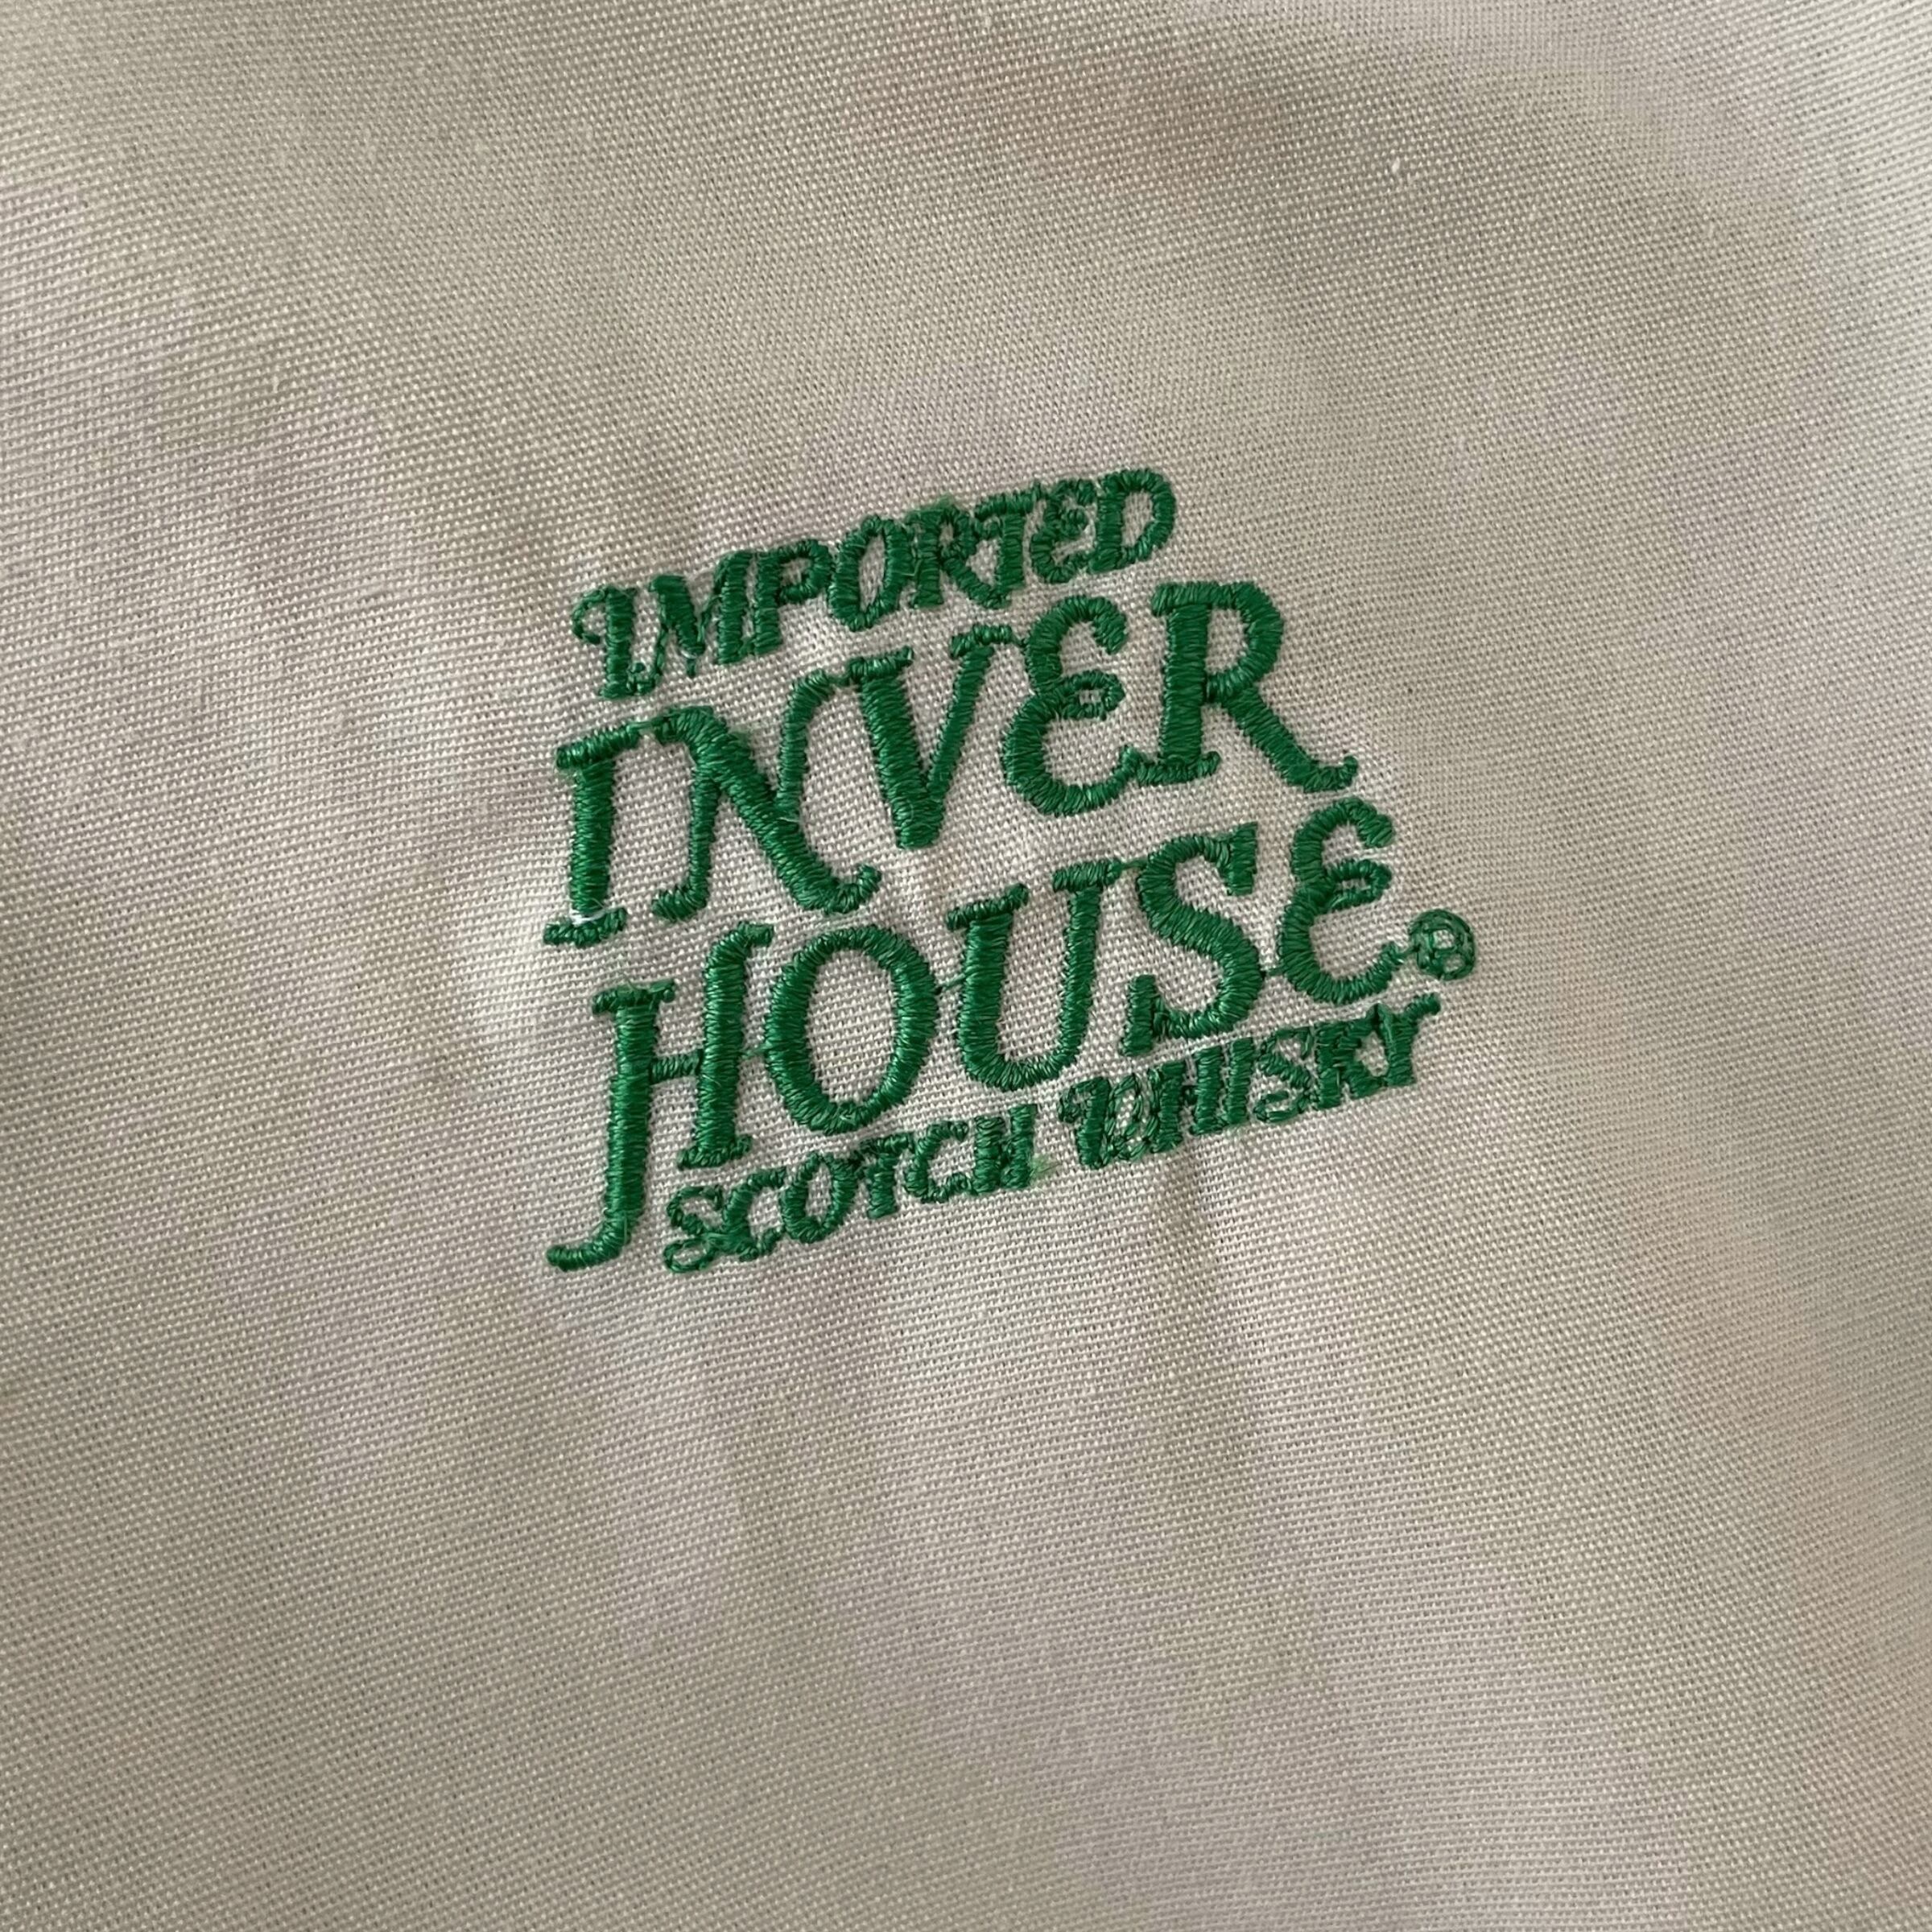 IMPORTED
INVER
HOUSE®
SCOTCH WHISKY